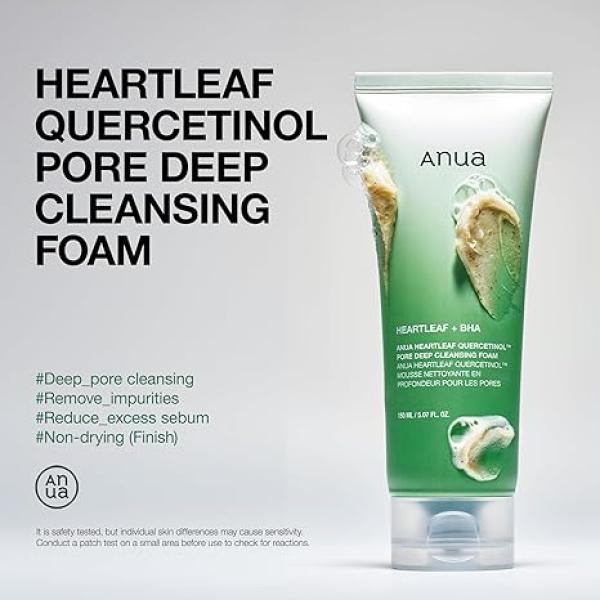 HEARTLEAF
QUERCETINOL
PORE DEEP
CLEANSING
FOAM
#Deep_pore cleansing
#Remove_impurities
#Reduce_excess sebum
#Non-drying (Finish)
An
ua
It is safety tested, but individual skin differences may cause sensitivity.
Conduct a patch test on a small area before use to check for reactions.
Anua
HEARTLEAF + BHA
ANUA HEARTLEAF QUERCETINOL™
PORE DEEP CLEANSING FOAM
ANUA HEARTLEAF QUERCETINOL™
MOUSSE NETTOYANTE EN
PROFONDEUR POUR LES PORES
150 ML / 5.07 FL. OZ.